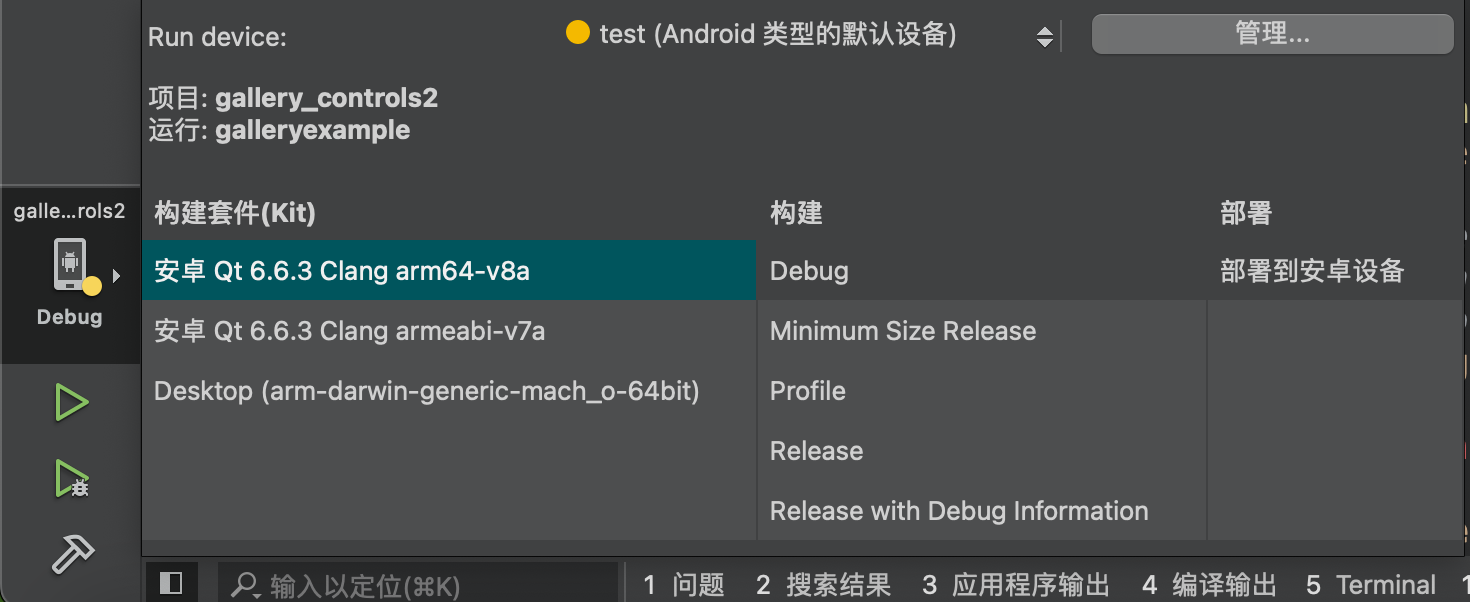 Run device: test (Android 类型的默认设备) 管理...
项目: gallery_controls2
运行: galleryexample
galle...rols2
Debug
构建套件(Kit) 构建 部署
安卓 Qt 6.6.3 Clang arm64-v8a Debug 部署到安卓设备
安卓 Qt 6.6.3 Clang armeabi-v7a Minimum Size Release
Desktop (arm-darwin-generic-mach_o-64bit) Profile
Release
Release with Debug Information
输入以定位(⌘K) 1 问题 2 搜索结果 3 应用程序输出 4 编译输出 5 Terminal